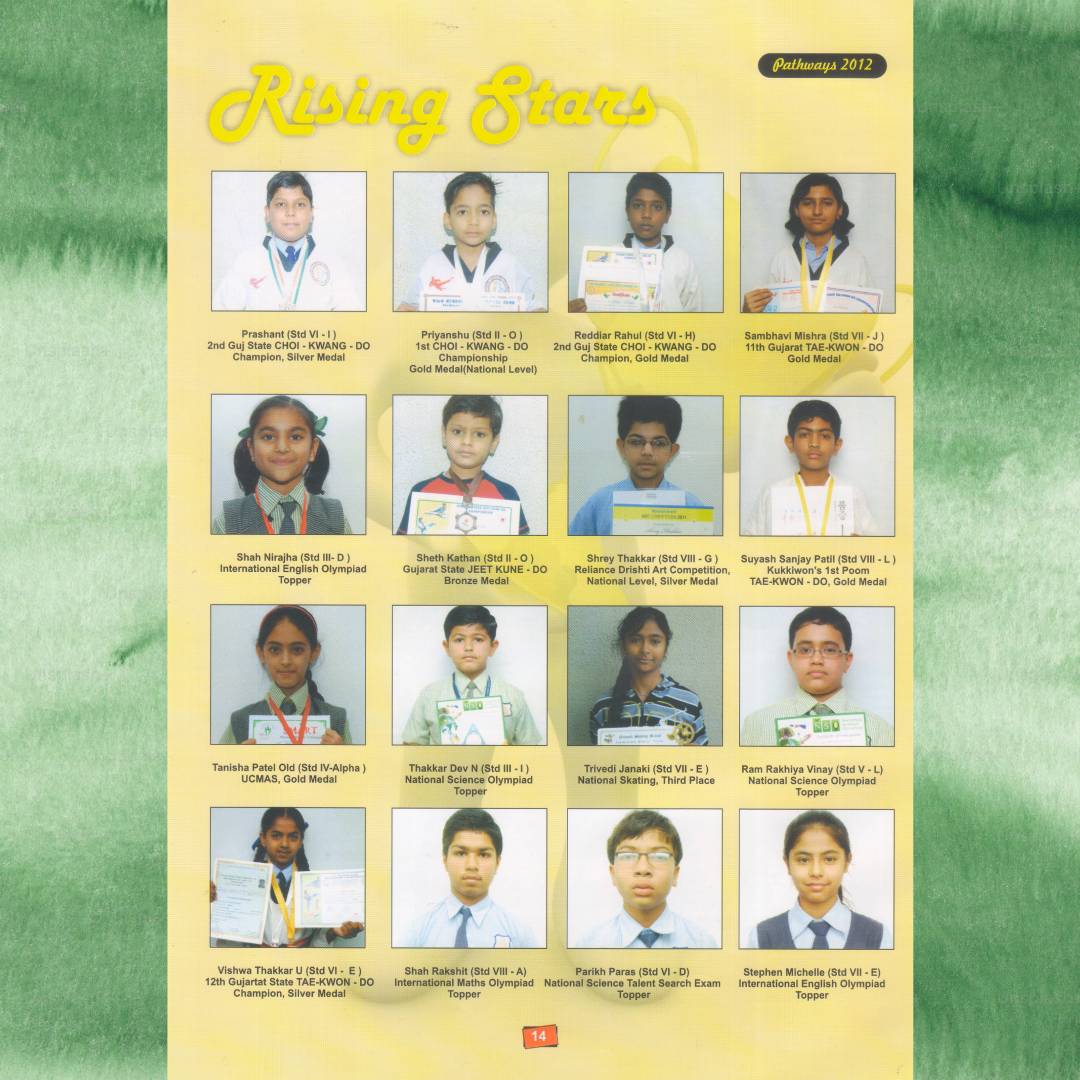 Pathways 2012
Rising Stars
Prashant (Std VI - I )
2nd Guj State CHOI - KWANG - DO
Champion, Silver Medal
Priyanshu (Std II - O )
1st CHOI - KWANG - DO
Championship
Gold Medal(National Level)
Reddiar Rahul (Std VI - H)
2nd Guj State CHOI - KWANG - DO
Champion, Gold Medal
Sambhavi Mishra (Std VII - J )
11th Gujarat TAE-KWON - DO
Gold Medal
Shah Nirajha (Std III- D )
International English Olympiad
Topper
Sheth Kathan (Std II - O )
Gujarat State JEET KUNE - DO
Bronze Medal
Shrey Thakkar (Std VIII - G )
Reliance Drishti Art Competition,
National Level, Silver Medal
Suyash Sanjay Patil (Std VIII - L )
Kukkiwon's 1st Poom
TAE-KWON - DO, Gold Medal
SMART
Tanisha Patel Old (Std IV-Alpha )
UCMAS, Gold Medal
Thakkar Dev N (Std III - I )
National Science Olympiad
Topper
Trivedi Janaki (Std VII - E )
National Skating, Third Place
Ram Rakhiya Vinay (Std V - L)
National Science Olympiad
Topper
Vishwa Thakkar U (Std VI -  E )
12th Gujartat State TAE-KWON - DO
Champion, Silver Medal
Shah Rakshit (Std VIII - A)
International Maths Olympiad
Topper
Parikh Paras (Std VI - D)
National Science Talent Search Exam
Topper
Stephen Michelle (Std VII - E)
International English Olympiad
Topper
14